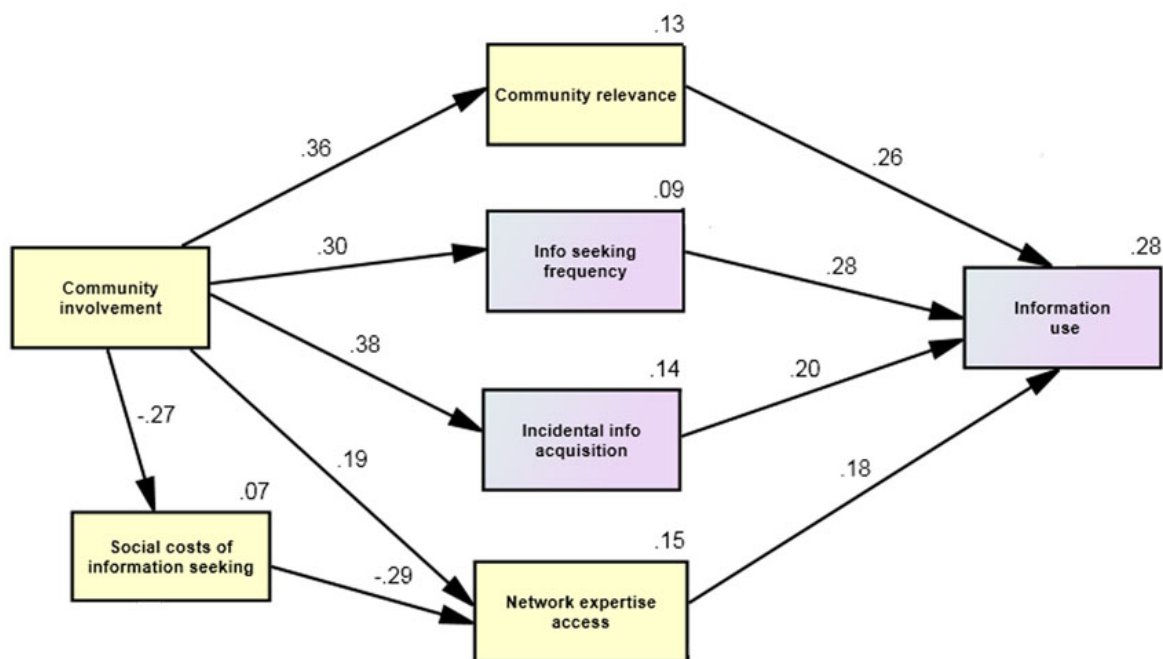 .13
Community relevance
.36
.26
.09
Info seeking
frequency
.30
.28
.28
Community
involvement
Information
use
.38
.14
.20
Incidental info
acquisition
-.27
.19
.18
.07
Social costs of
information seeking
-.29
.15
Network expertise
access